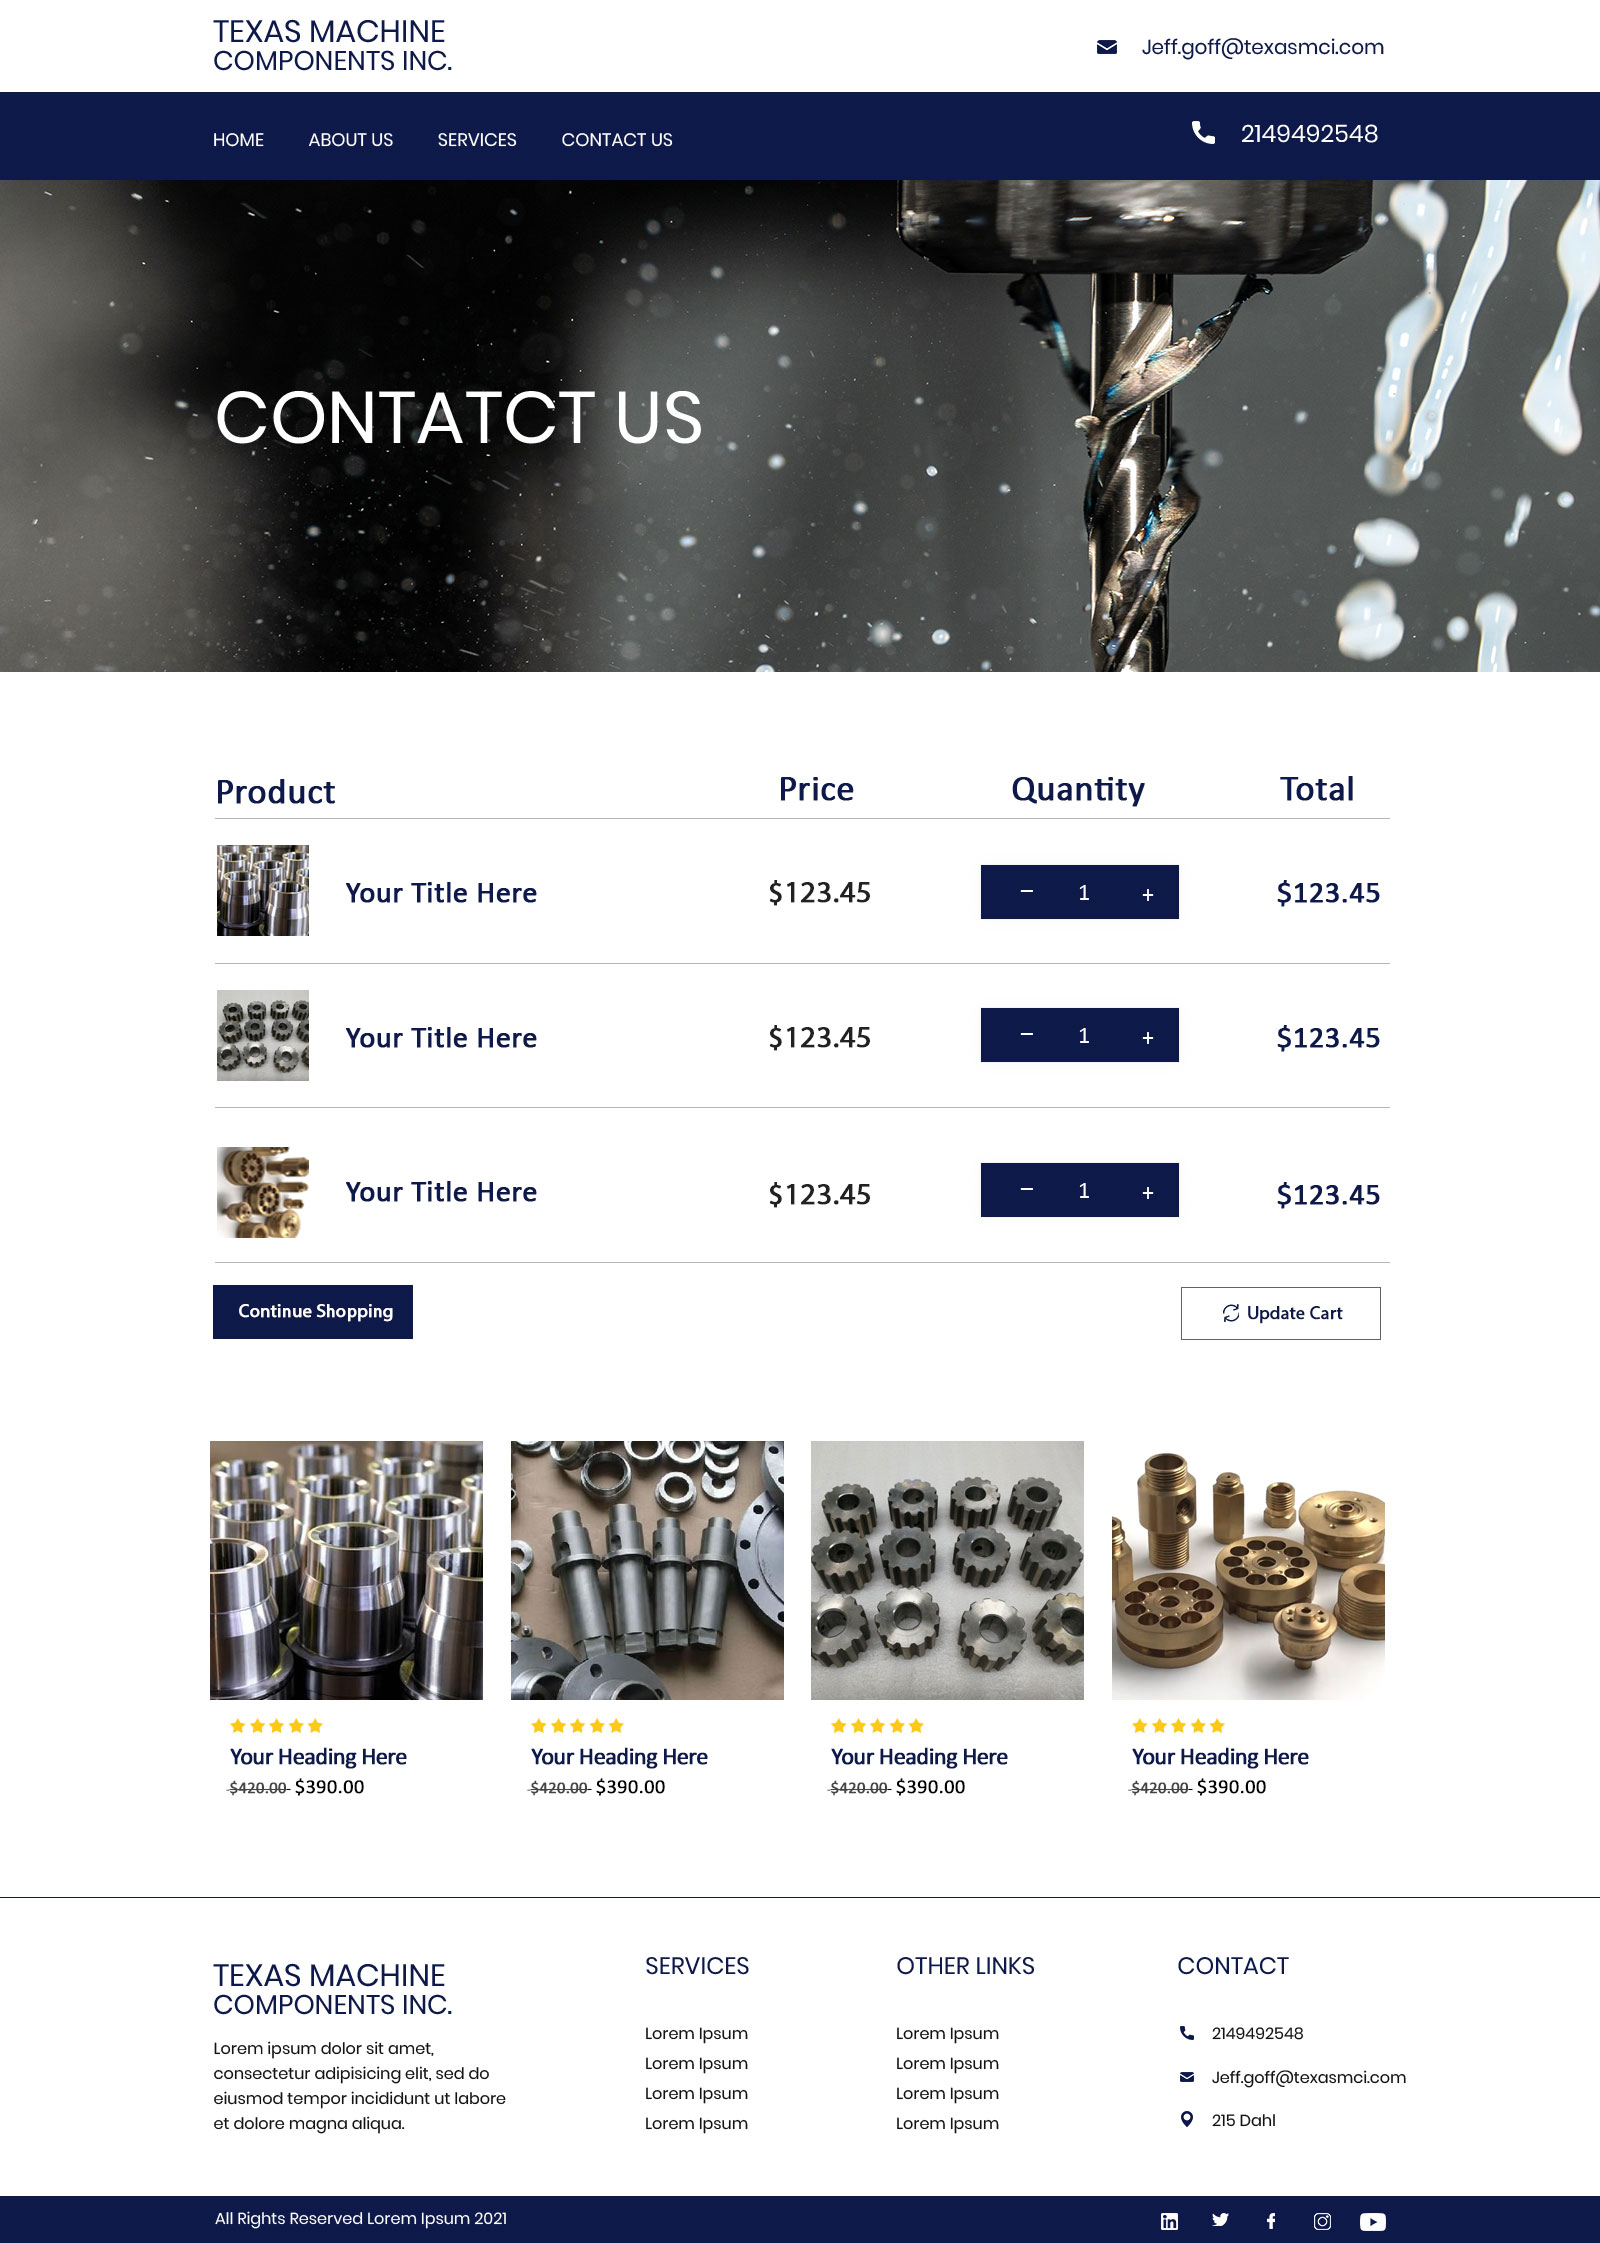 TEXAS MACHINE
COMPONENTS INC.
Jeff.goff@texasmci.com
HOME ABOUT US SERVICES CONTACT US
2149492548
CONTATCT US
Product Price Quantity Total
Your Title Here $123.45 − 1 + $123.45
Your Title Here $123.45 − 1 + $123.45
Your Title Here $123.45 − 1 + $123.45
Continue Shopping
Update Cart
Your Heading Here
$420.00 $390.00
Your Heading Here
$420.00 $390.00
Your Heading Here
$420.00 $390.00
Your Heading Here
$420.00 $390.00
TEXAS MACHINE
COMPONENTS INC.
Lorem ipsum dolor sit amet,
consectetur adipisicing elit, sed do
eiusmod tempor incididunt ut labore
et dolore magna aliqua.
SERVICES
Lorem Ipsum
Lorem Ipsum
Lorem Ipsum
Lorem Ipsum
OTHER LINKS
Lorem Ipsum
Lorem Ipsum
Lorem Ipsum
Lorem Ipsum
CONTACT
2149492548
Jeff.goff@texasmci.com
215 Dahl
All Rights Reserved Lorem Ipsum 2021